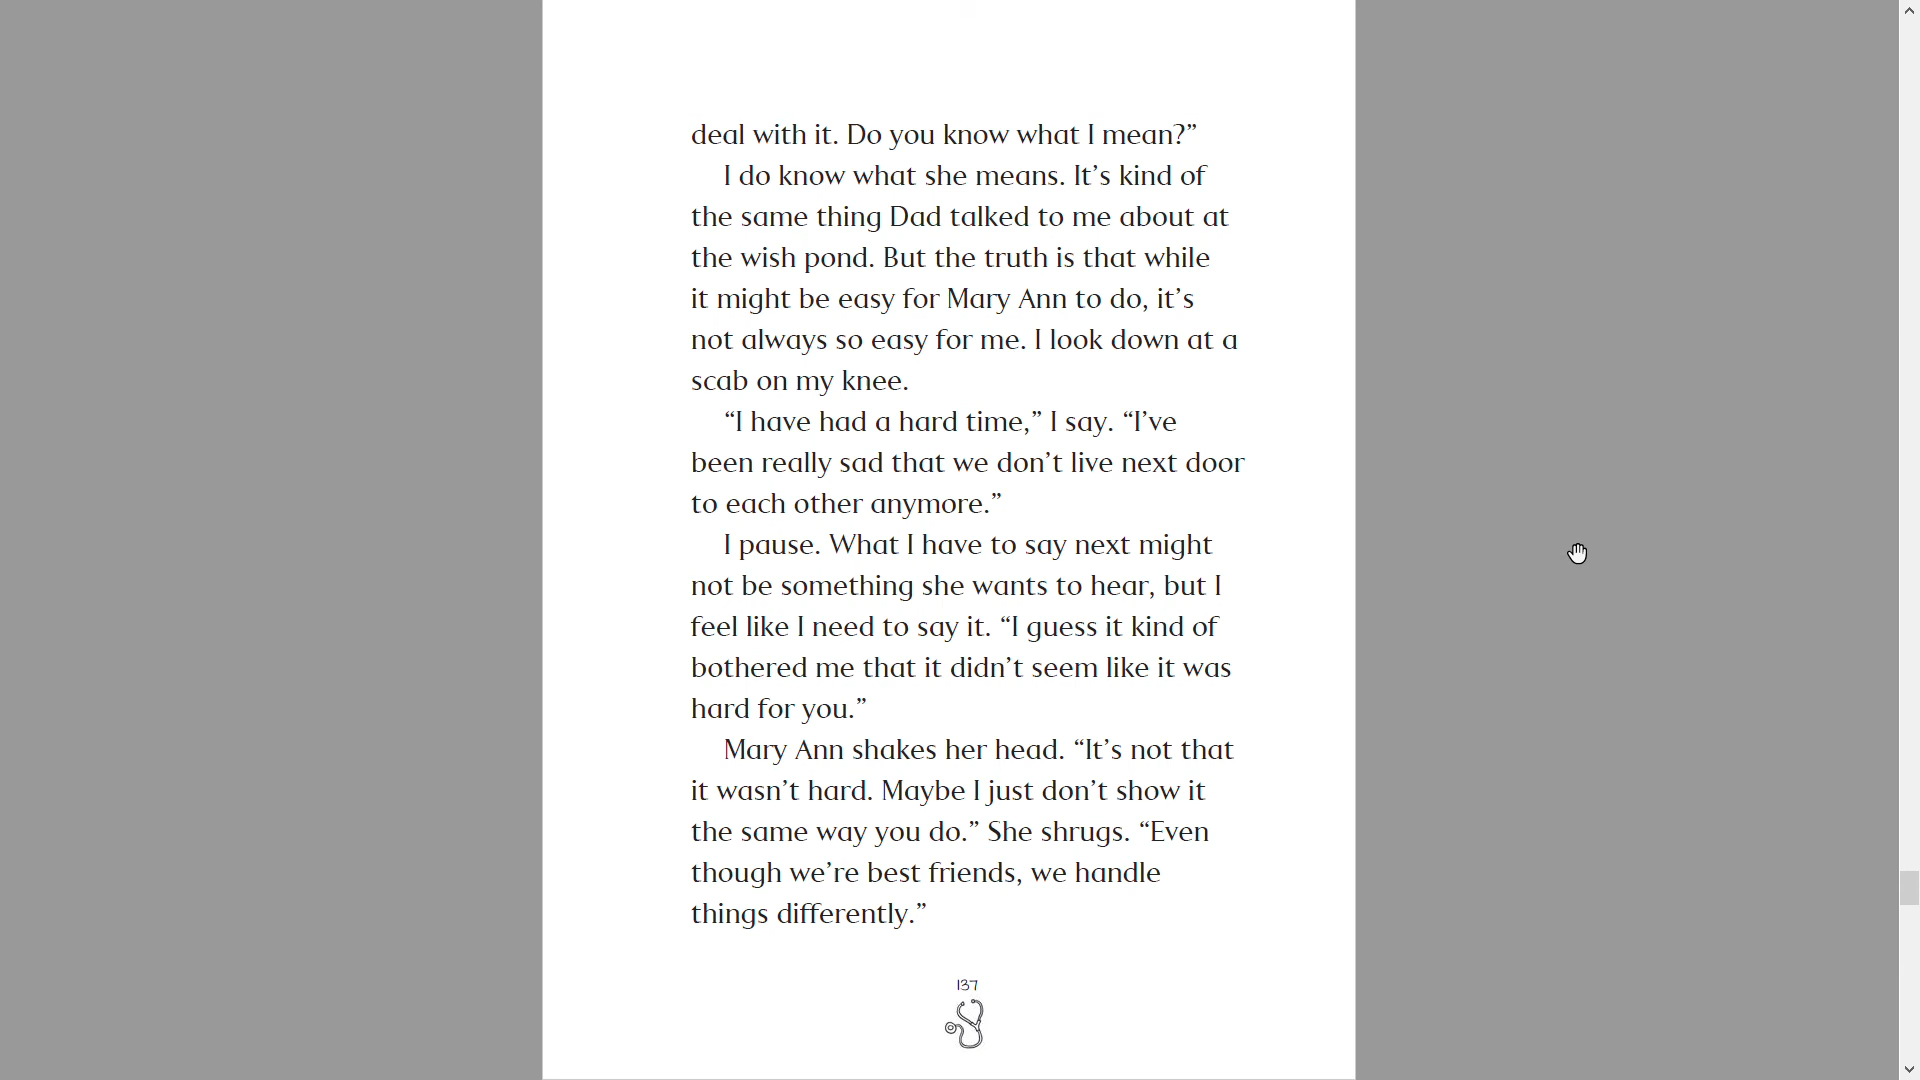 deal with it. Do you know what I mean?”
I do know what she means. It’s kind of
the same thing Dad talked to me about at
the wish pond. But the truth is that while
it might be easy for Mary Ann to do, it’s
not always so easy for me. I look down at a
scab on my knee.
“I have had a hard time,” I say. “I’ve
been really sad that we don’t live next door
to each other anymore.”
I pause. What I have to say next might
not be something she wants to hear, but I
feel like I need to say it. “I guess it kind of
bothered me that it didn’t seem like it was
hard for you.”
Mary Ann shakes her head. “It’s not that
it wasn’t hard. Maybe I just don’t show it
the same way you do.” She shrugs. “Even
though we’re best friends, we handle
things differently.”
137